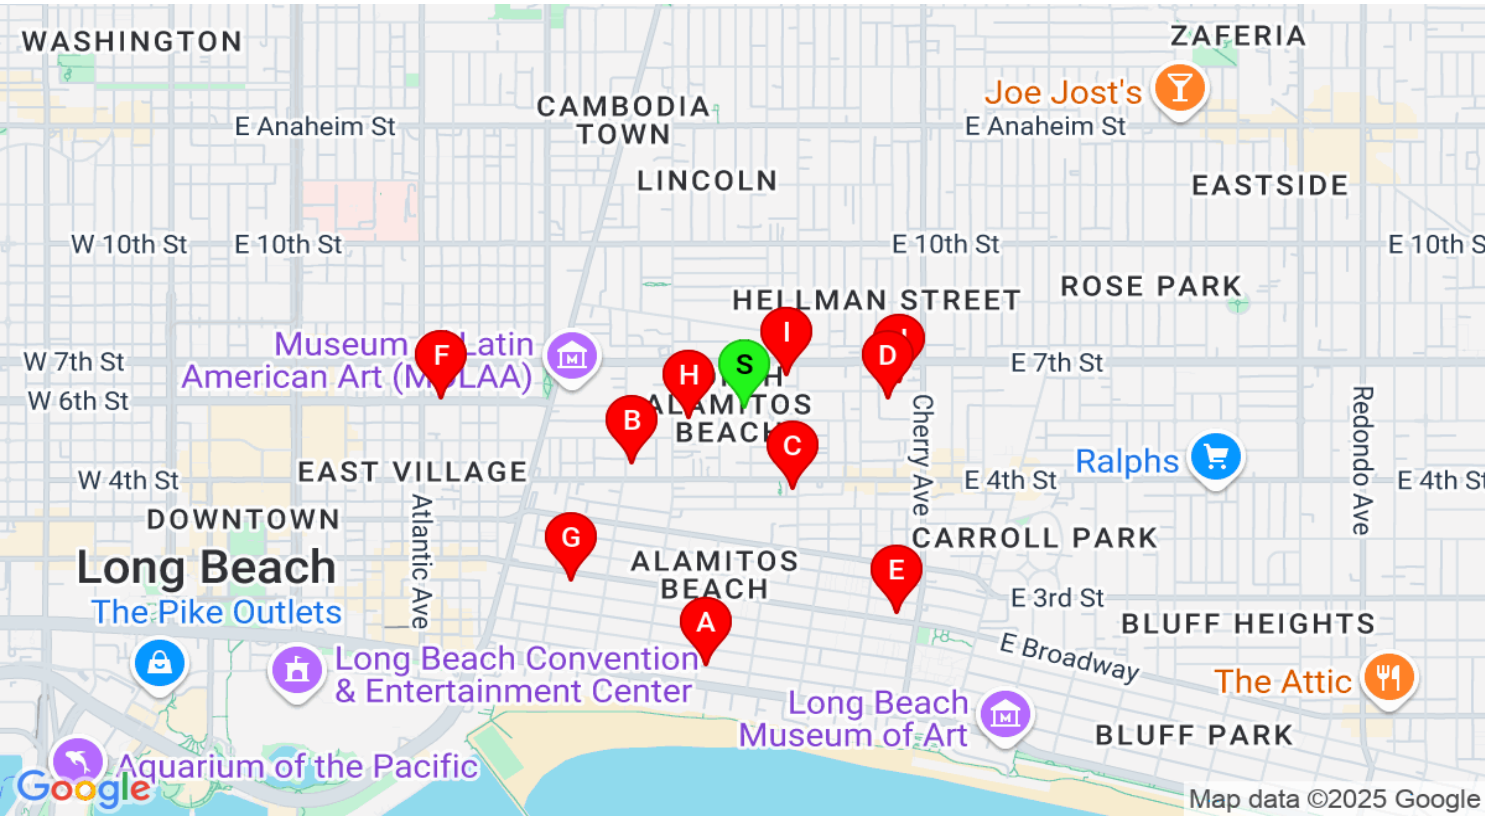 WASHINGTON
ZAFERIA
Joe Jost's
CAMBODIA
TOWN
E Anaheim St
E Anaheim St
LINCOLN
EASTSIDE
W 10th St
E 10th St
E 10th St
E 10th S
ROSE PARK
HELLMAN STREET
I
J
Museum Latin
American Art (MOLAA)
F
S
D
H
W 7th St
E 7th St
W 6th St
ALAMITOS
BEACH
B
C
Cherry Ave
Redondo Ave
Ralphs
EAST VILLAGE
W 4th St
E 4th St
E 4th St
Atlantic Ave
DOWNTOWN
Long Beach
G
CARROLL PARK
ALAMITOS
BEACH
E
E 3rd St
The Pike Outlets
A
BLUFF HEIGHTS
E Broadway
Long Beach Convention
& Entertainment Center
The Attic
Long Beach
Museum of Art
BLUFF PARK
Aquarium of the Pacific
Google
Map data ©2025 Google